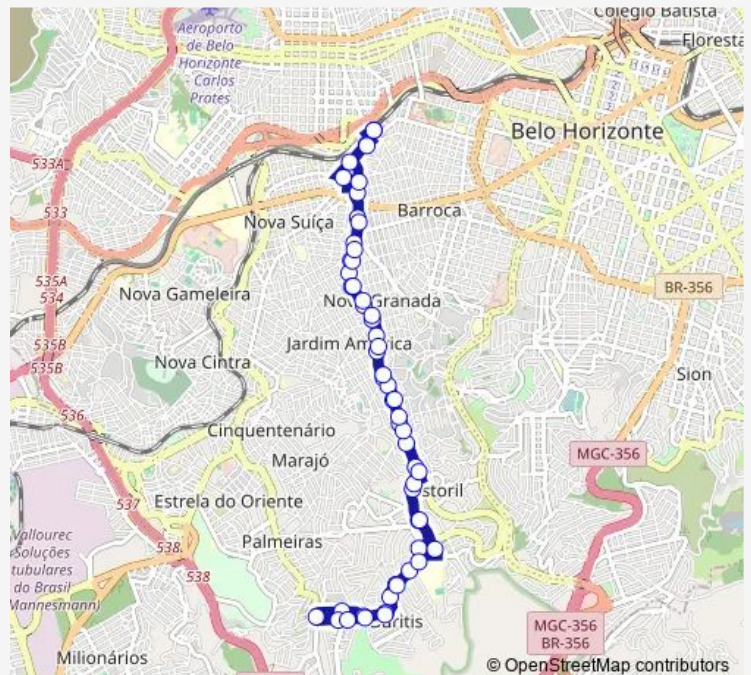 Colégio Batista
Aeroporto
de Belo
Horizonte
- Carlos
Prates
Floresta
Belo Horizonte
533A
533
Barroca
Nova Suíça
535A
534
Nova Gameleira
BR-356
Nova Granada
535B
535B
Jardim América
Nova Cintra
Sion
536
Cinquentenário
MGC-356
Marajó
537
Estrela do Oriente
Estoril
Vallourec
Soluções
tubulares
do Brasil
Mannesmann)
538
Palmeiras
538
Buritis
MGC-356
BR-356
Milionários
© OpenStreetMap contributors